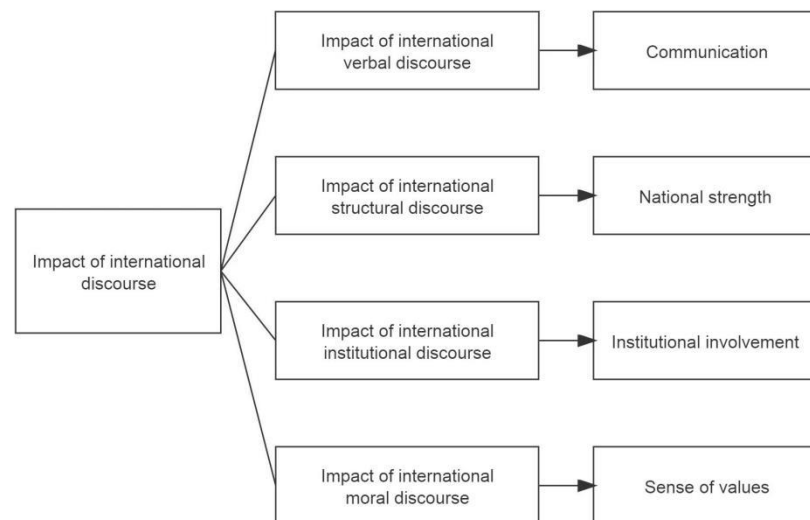 Impact of international
verbal discourse
Communication
Impact of international
structural discourse
National strength
Impact of international
discourse
Impact of international
institutional discourse
Institutional involvement
Impact of international
moral discourse
Sense of values